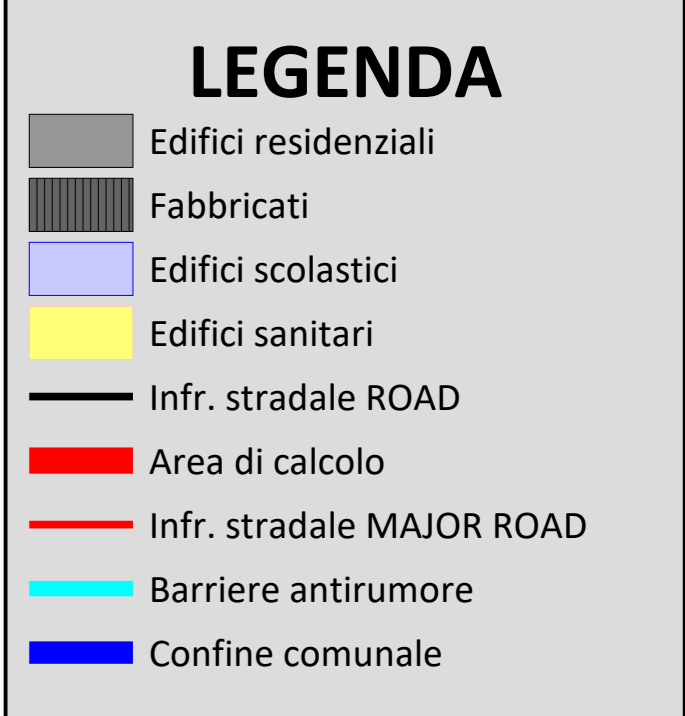 LEGENDA
Edifici residenziali
Fabbricati
Edifici scolastici
Edifici sanitari
Infr. stradale ROAD
Area di calcolo
Infr. stradale MAJOR ROAD
Barriere antirumore
Confine comunale